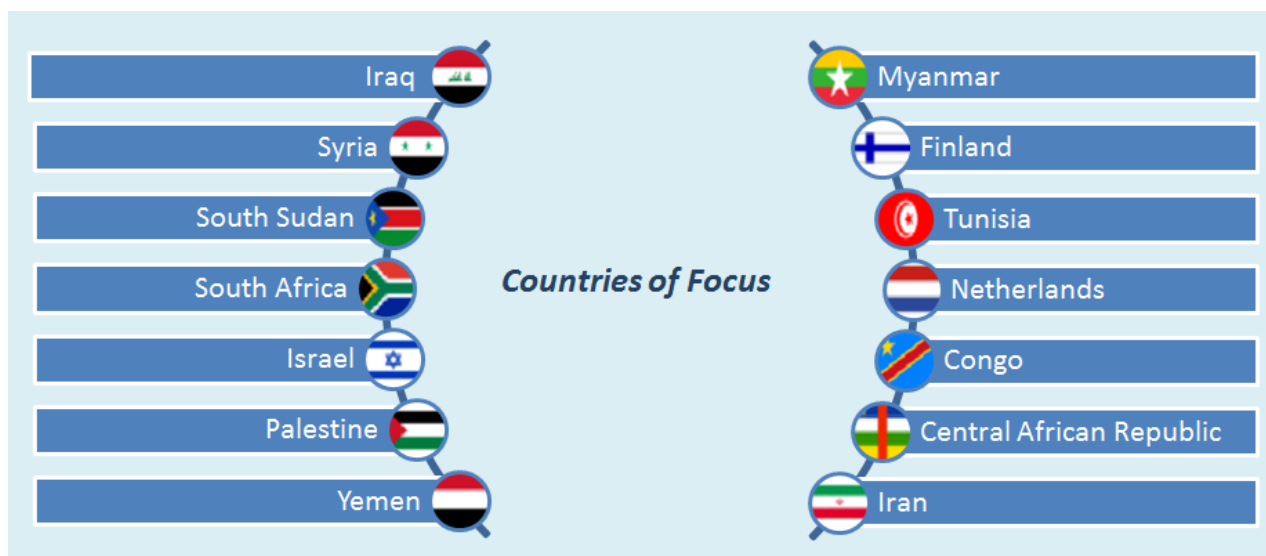 Iraq
Syria
South Sudan
South Africa
Israel
Palestine
Yemen
Countries of Focus
Myanmar
Finland
Tunisia
Netherlands
Congo
Central African Republic
Iran